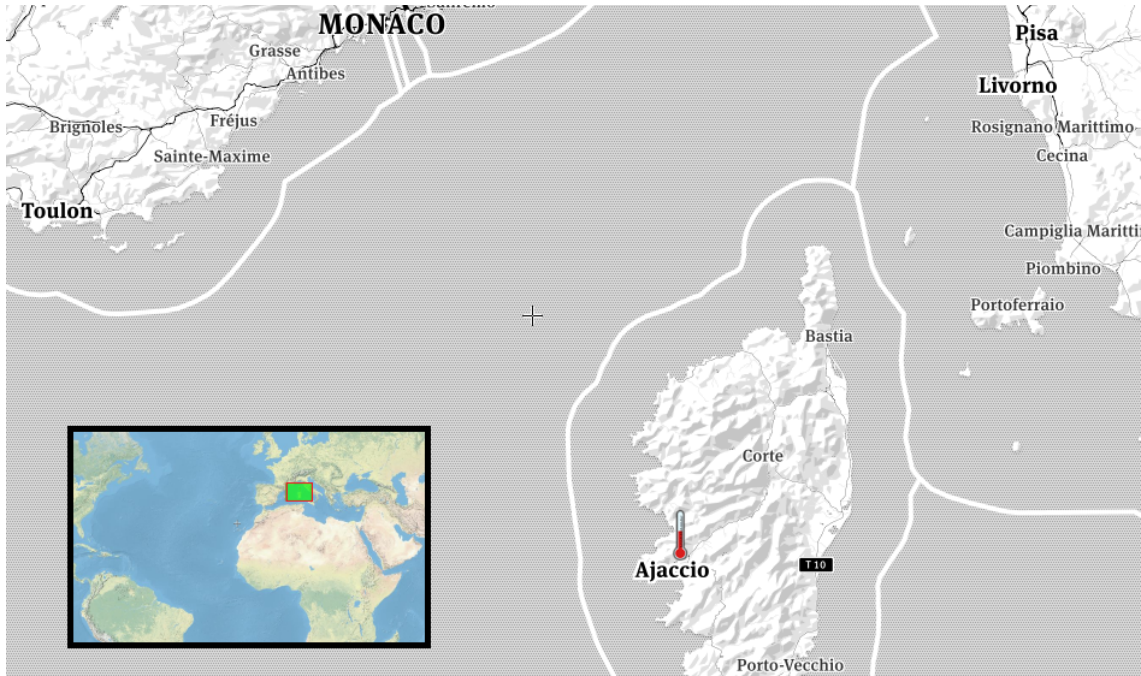 Sanremo
MONACO
Pisa
Grasse
Antibes
Livorno
Fréjus
Brignoles
Rosignano Marittimo
Sainte-Maxime
Cecina
Toulon
Campiglia Maritti
Piombino
Portoferraio
Bastia
Corte
T 10
Ajaccio
Porto-Vecchio